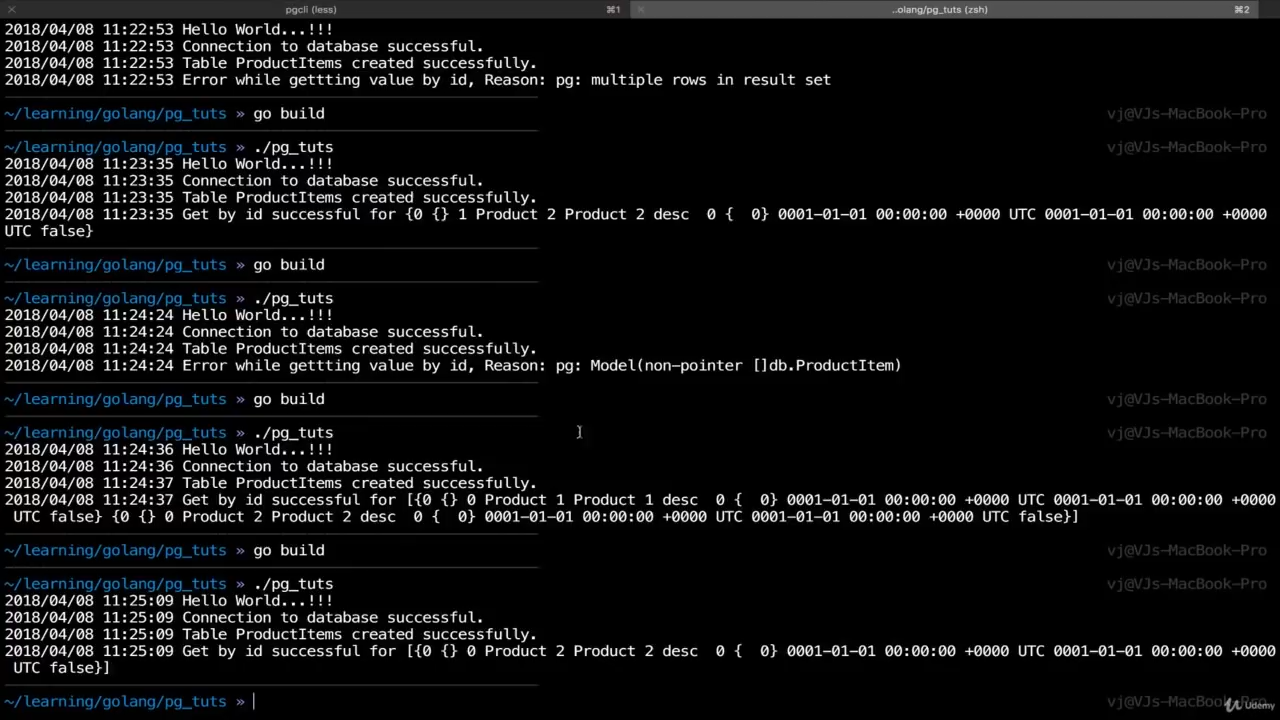 pgcli (less) ⌘1 ..olang/pg_tuts (zsh) ⌘2
2018/04/08 11:22:53 Hello World...!!!
2018/04/08 11:22:53 Connection to database successful.
2018/04/08 11:22:53 Table ProductItems created successfully.
2018/04/08 11:22:53 Error while gettting value by id, Reason: pg: multiple rows in result set
~/learning/golang/pg_tuts » go build vj@VJs-MacBook-Pro
~/learning/golang/pg_tuts » ./pg_tuts vj@VJs-MacBook-Pro
2018/04/08 11:23:35 Hello World...!!!
2018/04/08 11:23:35 Connection to database successful.
2018/04/08 11:23:35 Table ProductItems created successfully.
2018/04/08 11:23:35 Get by id successful for {0 {} 1 Product 2 Product 2 desc  0 {  0} 0001-01-01 00:00:00 +0000 UTC 0001-01-01 00:00:00 +0000
UTC false}
~/learning/golang/pg_tuts » go build vj@VJs-MacBook-Pro
~/learning/golang/pg_tuts » ./pg_tuts vj@VJs-MacBook-Pro
2018/04/08 11:24:24 Hello World...!!!
2018/04/08 11:24:24 Connection to database successful.
2018/04/08 11:24:24 Table ProductItems created successfully.
2018/04/08 11:24:24 Error while gettting value by id, Reason: pg: Model(non-pointer []db.ProductItem)
~/learning/golang/pg_tuts » go build vj@VJs-MacBook-Pro
~/learning/golang/pg_tuts » ./pg_tuts vj@VJs-MacBook-Pro
2018/04/08 11:24:36 Hello World...!!!
2018/04/08 11:24:36 Connection to database successful.
2018/04/08 11:24:37 Table ProductItems created successfully.
2018/04/08 11:24:37 Get by id successful for [{0 {} 0 Product 1 Product 1 desc  0 {  0} 0001-01-01 00:00:00 +0000 UTC 0001-01-01 00:00:00 +0000
UTC false} {0 {} 0 Product 2 Product 2 desc  0 {  0} 0001-01-01 00:00:00 +0000 UTC 0001-01-01 00:00:00 +0000 UTC false}]
~/learning/golang/pg_tuts » go build vj@VJs-MacBook-Pro
~/learning/golang/pg_tuts » ./pg_tuts vj@VJs-MacBook-Pro
2018/04/08 11:25:09 Hello World...!!!
2018/04/08 11:25:09 Connection to database successful.
2018/04/08 11:25:09 Table ProductItems created successfully.
2018/04/08 11:25:09 Get by id successful for [{0 {} 0 Product 2 Product 2 desc  0 {  0} 0001-01-01 00:00:00 +0000 UTC 0001-01-01 00:00:00 +0000
UTC false}]
~/learning/golang/pg_tuts » vj@VJs-MacBook-Pro
Udemy